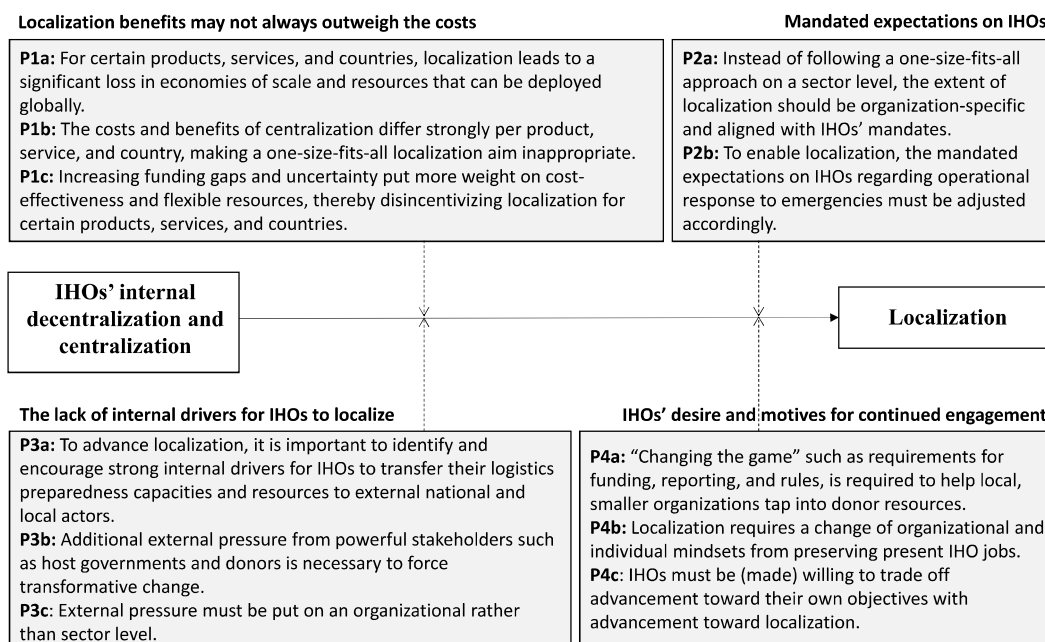 Localization benefits may not always outweigh the costs
P1a: For certain products, services, and countries, localization leads to a
significant loss in economies of scale and resources that can be deployed
globally.
P1b: The costs and benefits of centralization differ strongly per product,
service, and country, making a one-size-fits-all localization aim inappropriate.
P1c: Increasing funding gaps and uncertainty put more weight on cost-
effectiveness and flexible resources, thereby disincentivizing localization for
certain products, services, and countries.
Mandated expectations on IHOs
P2a: Instead of following a one-size-fits-all
approach on a sector level, the extent of
localization should be organization-specific
and aligned with IHOs’ mandates.
P2b: To enable localization, the mandated
expectations on IHOs regarding operational
response to emergencies must be adjusted
accordingly.
IHOs’ internal
decentralization and
centralization
Localization
The lack of internal drivers for IHOs to localize
P3a: To advance localization, it is important to identify and
encourage strong internal drivers for IHOs to transfer their logistics
preparedness capacities and resources to external national and
local actors.
P3b: Additional external pressure from powerful stakeholders such
as host governments and donors is necessary to force
transformative change.
P3c: External pressure must be put on an organizational rather
than sector level.
IHOs’ desire and motives for continued engagement
P4a: “Changing the game” such as requirements for
funding, reporting, and rules, is required to help local,
smaller organizations tap into donor resources.
P4b: Localization requires a change of organizational and
individual mindsets from preserving present IHO jobs.
P4c: IHOs must be (made) willing to trade off
advancement toward their own objectives with
advancement toward localization.